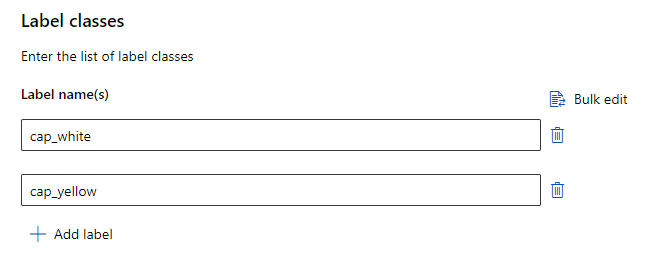 Label classes
Enter the list of label classes
Label name(s)
Bulk edit
cap_white
cap_yellow
Add label